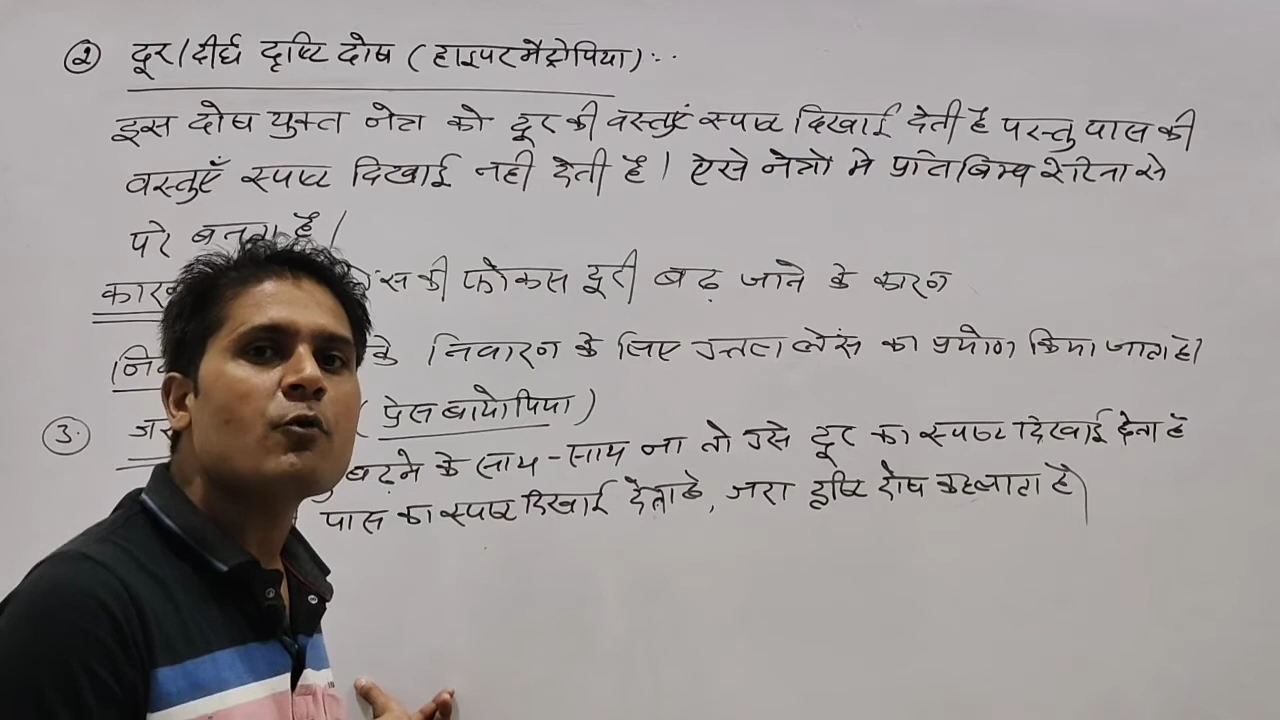 ② दूर/दीर्घ दृष्टि दोष (हाइपरमैट्रोपिया) :-
इस दोष युक्त नेत्र को दूर की वस्तुएं स्पष्ट दिखाई देती है परन्तु पास की
वस्तुएँ स्पष्ट दिखाई नही देती है। ऐसे नेत्रो मे प्रतिबिम्ब रेटिना से
परे बनता है।
की फोकस दूरी बढ़ जाने के कारण
के निवारण के लिए उत्तल लेंस का प्रयोग किया जाता है।
3. (प्रेसबायोपिया)
बढ़ने के साथ-साथ ना तो उसे दूर का स्पष्ट दिखाई देता है
पास का स्पष्ट दिखाई देता है, जरा दृष्टि दोष कहलाता है।